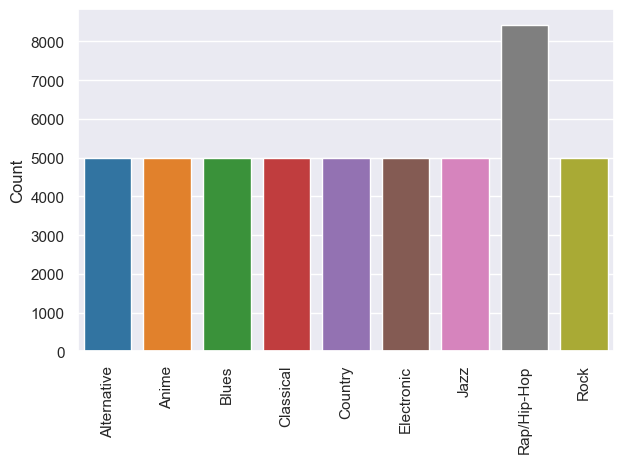 8000
7000
6000
5000
4000
3000
2000
1000
0
Count
Alternative
Anime
Blues
Classical
Country
Electronic
Jazz
Rap/Hip-Hop
Rock